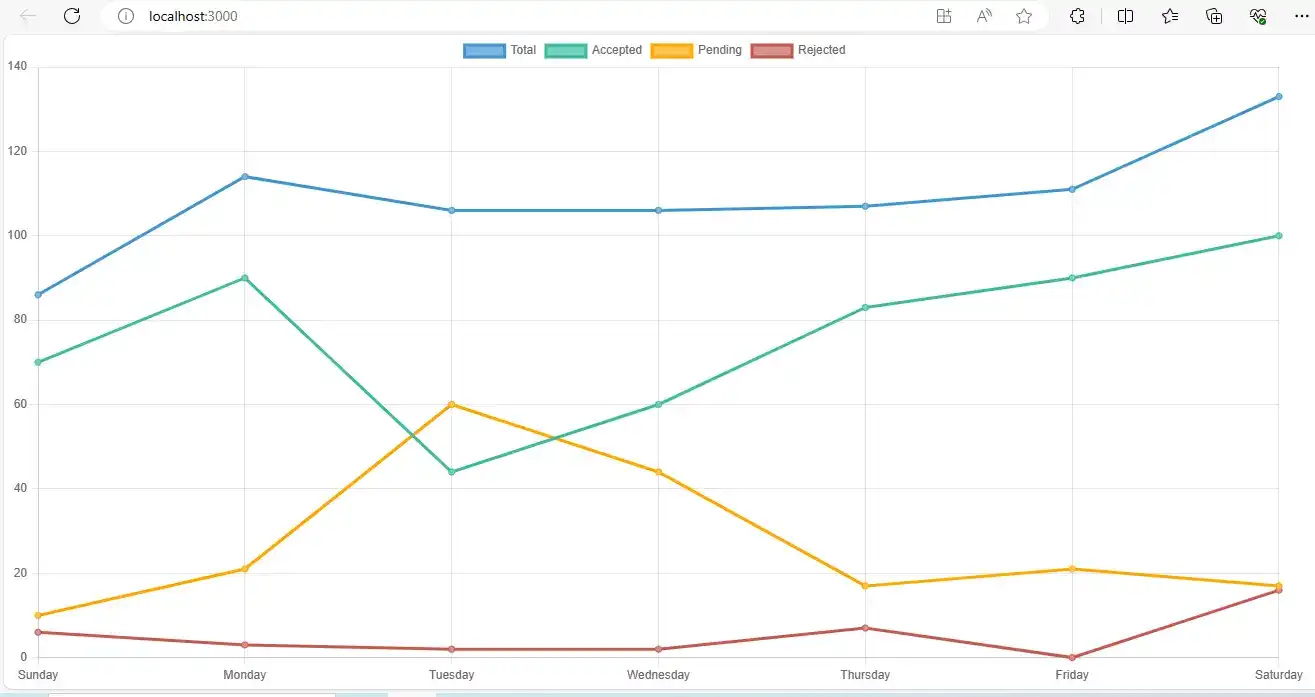 localhost:3000
Total Accepted Pending Rejected
140
120
100
80
60
40
20
0
Sunday Monday Tuesday Wednesday Thursday Friday Saturday